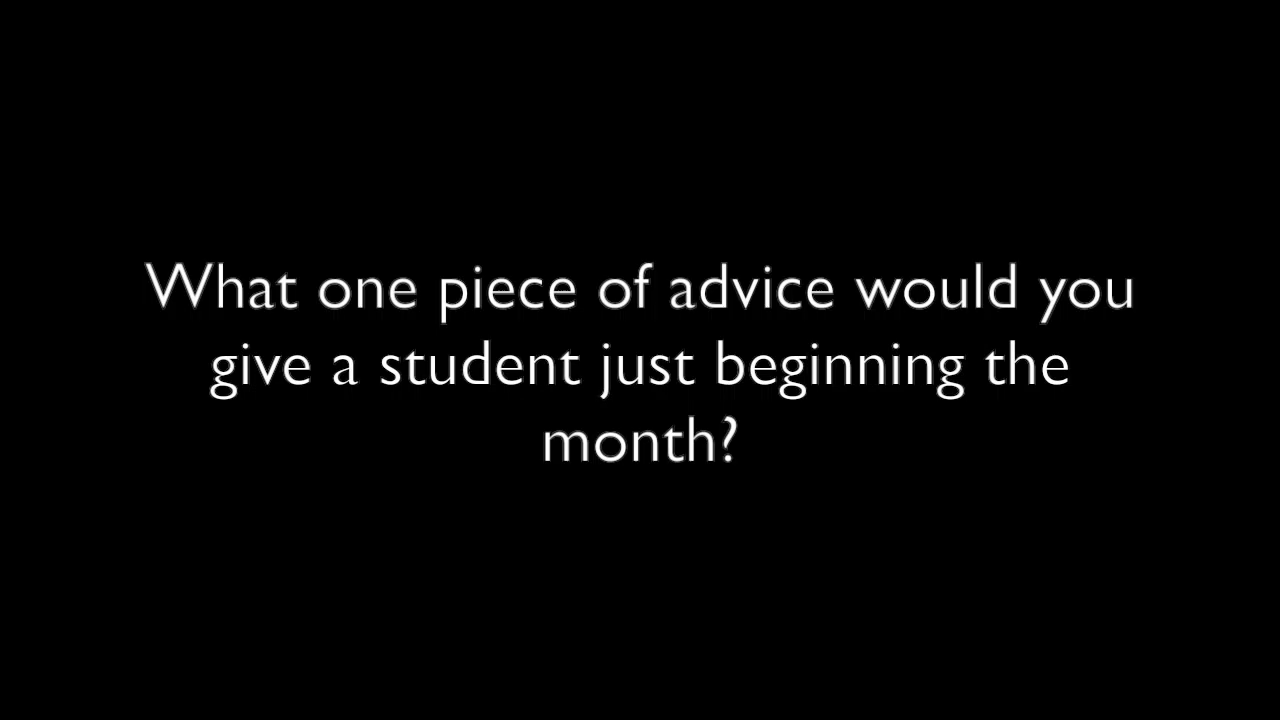 What one piece of advice would you
give a student just beginning the
month?